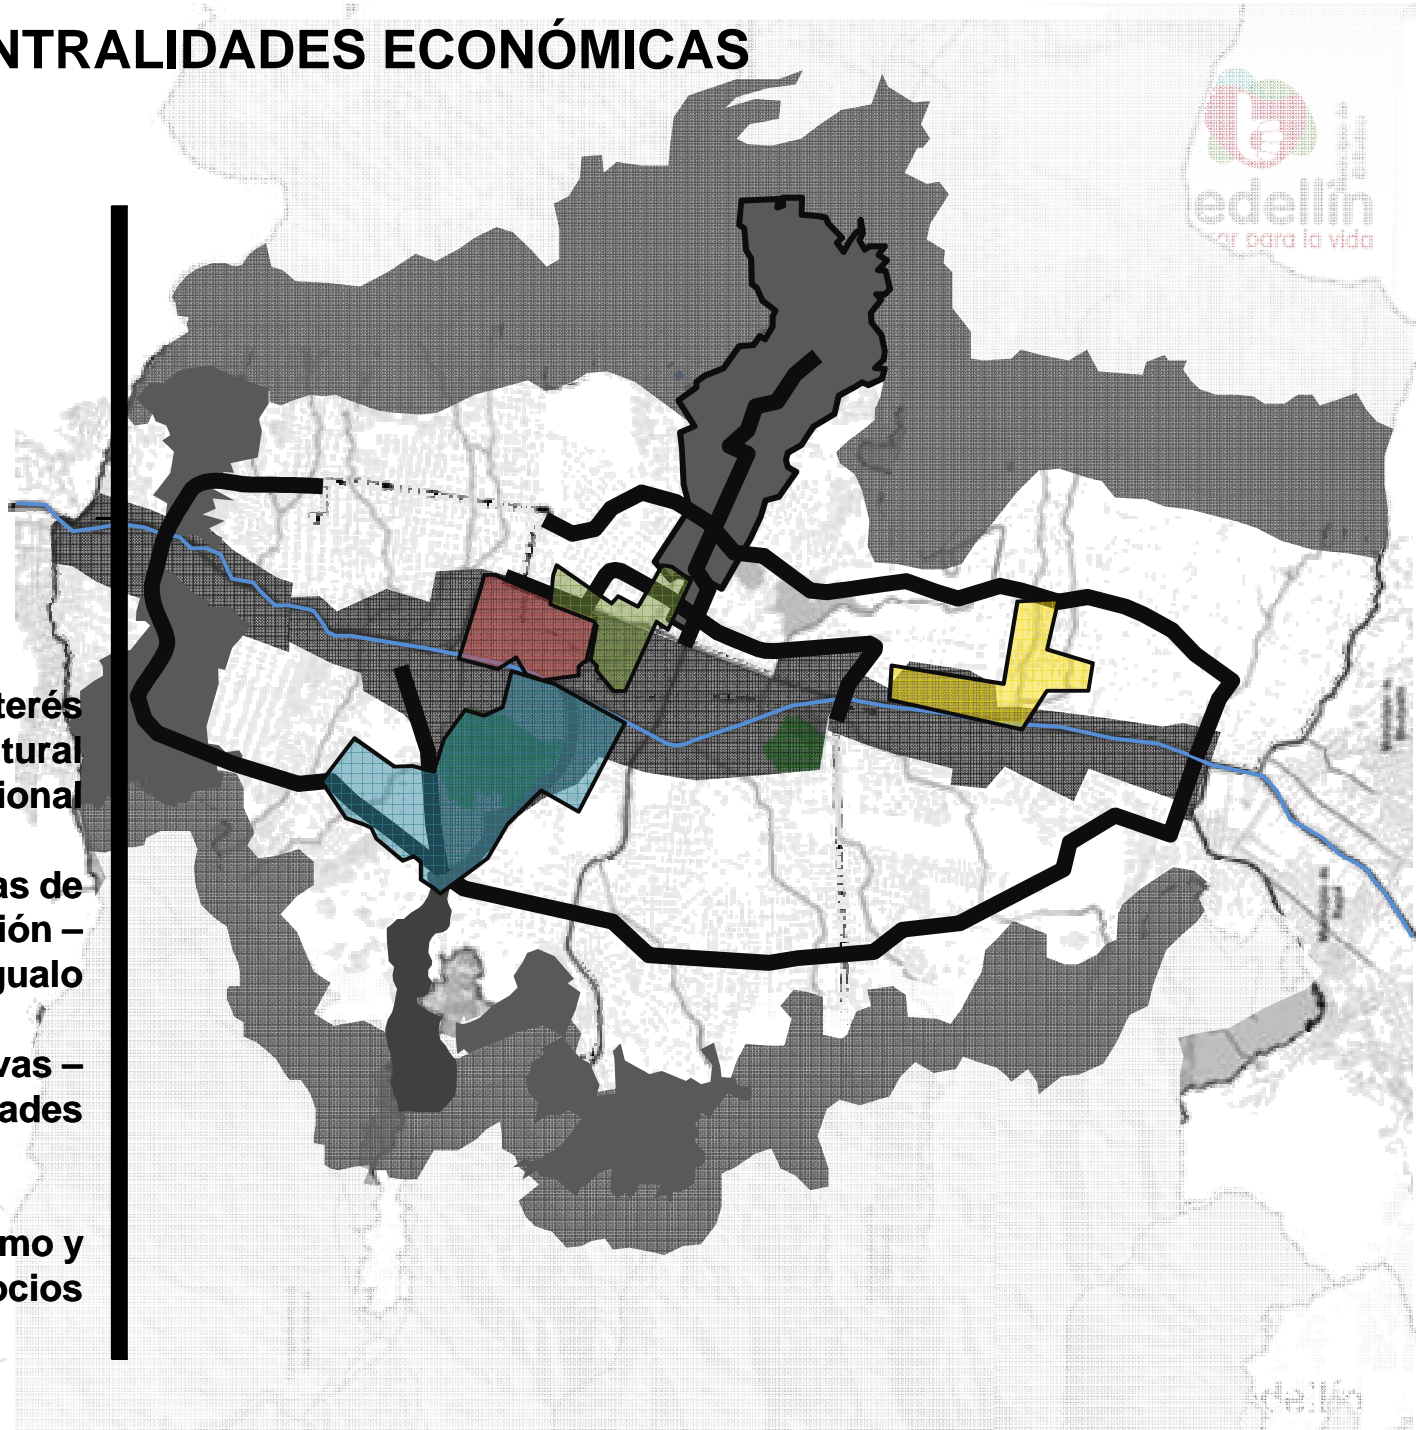 NTRALIDADES ECONÓMICAS
edellín
para la vida
terés
tural
ional
as de
ión –
gualo
vas –
ades
mo y
ocios